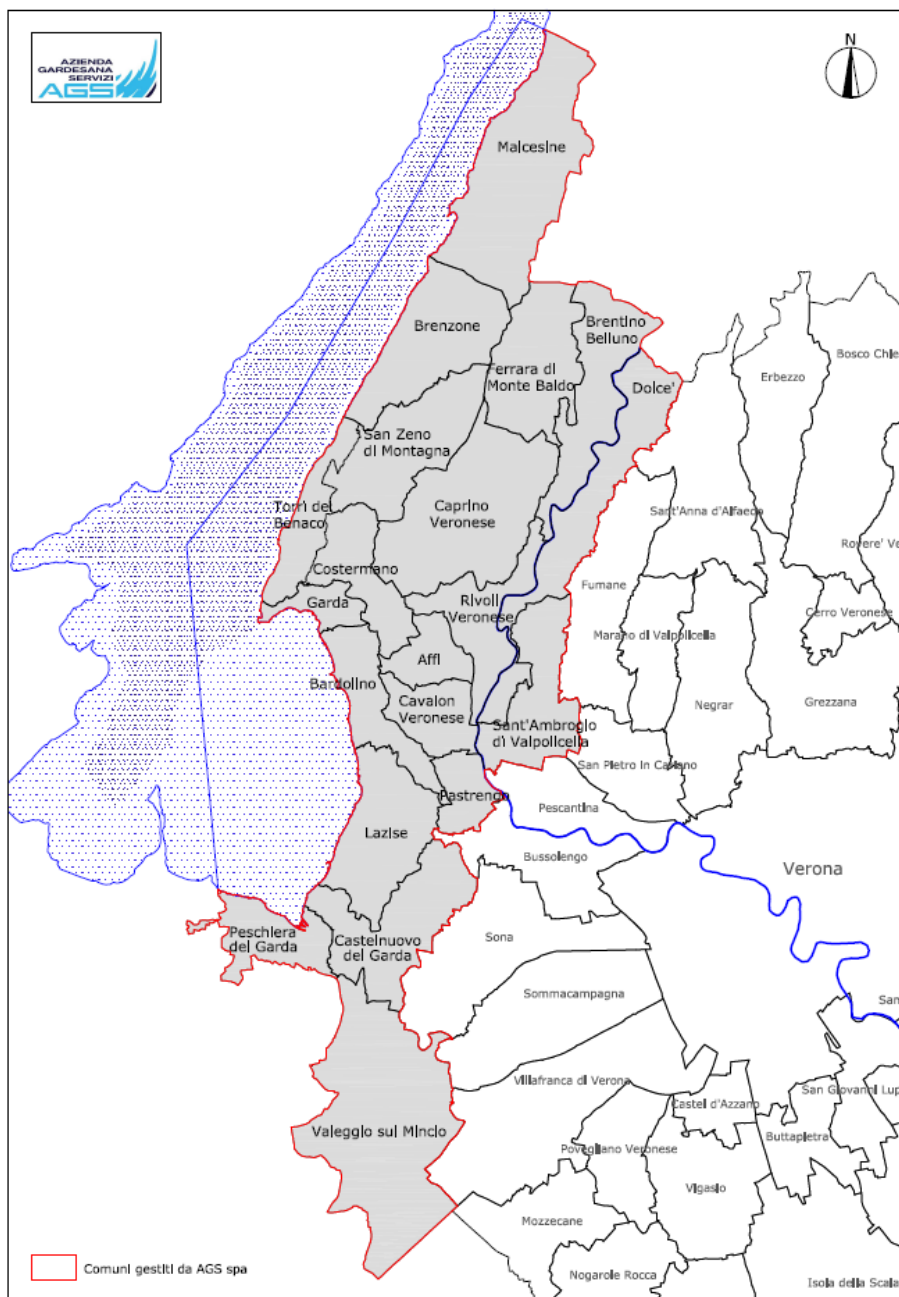 AZIENDA
GARDESANA
SERVIZI
AGS
N
Malcesine
Brenzone
Brentino
Belluno
Ferrara di
Monte Baldo
Dolce'
Erbezzo
Bosco Chie
San Zeno
di Montagna
Torri del
Benaco
Caprino
Veronese
Sant'Anna d'Alfaedo
Rovere' Ve
Costermano
Garda
Rivoli
Veronese
Fumane
Cerro Veronese
Marano di Valpolicella
Affi
Bardolino
Cavaion
Veronese
Negrar
Grezzana
Sant'Ambrogio
di Valpolicella
San Pietro in Cariano
Pastrengo
Pescantina
Lazise
Bussolengo
Verona
Peschiera
del Garda
Castelnuovo
del Garda
Sona
Sommacampagna
San
Villafranca di Verona
San Giovanni Lup
Castel d'Azzano
Valeggio sul Mincio
Buttapietra
Povegliano Veronese
Vigasio
Mozzecane
Nogarole Rocca
Isola della Scala
Comuni gestiti da AGS spa